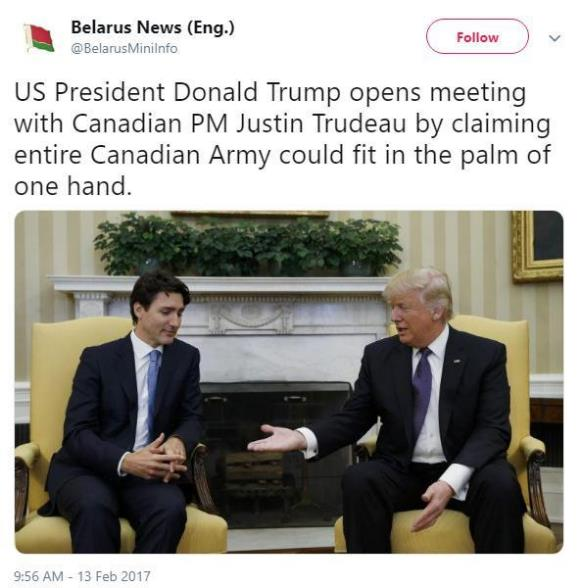 Belarus News (Eng.)
@BelarusMiniInfo
Follow
US President Donald Trump opens meeting
with Canadian PM Justin Trudeau by claiming
entire Canadian Army could fit in the palm of
one hand.
9:56 AM - 13 Feb 2017